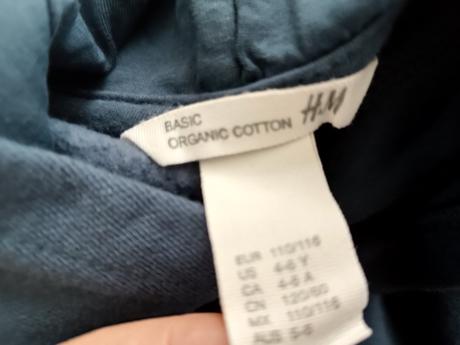 BASIC
ORGANIC COTTON H&M
EUR 110/116
US 4-6 Y
CA 4-6 A
CN 120/60
MX 110/116
AUS 5-6